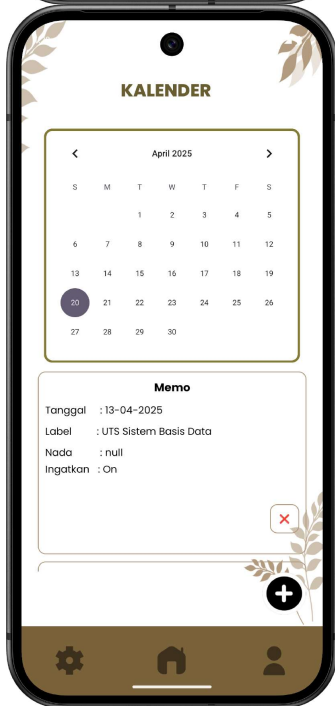 KALENDER
April 2025
S M T W T F S
1 2 3 4 5
6 7 8 9 10 11 12
13 14 15 16 17 18 19
20 21 22 23 24 25 26
27 28 29 30
Memo
Tanggal : 13-04-2025
Label : UTS Sistem Basis Data
Nada : null
Ingatkan : On